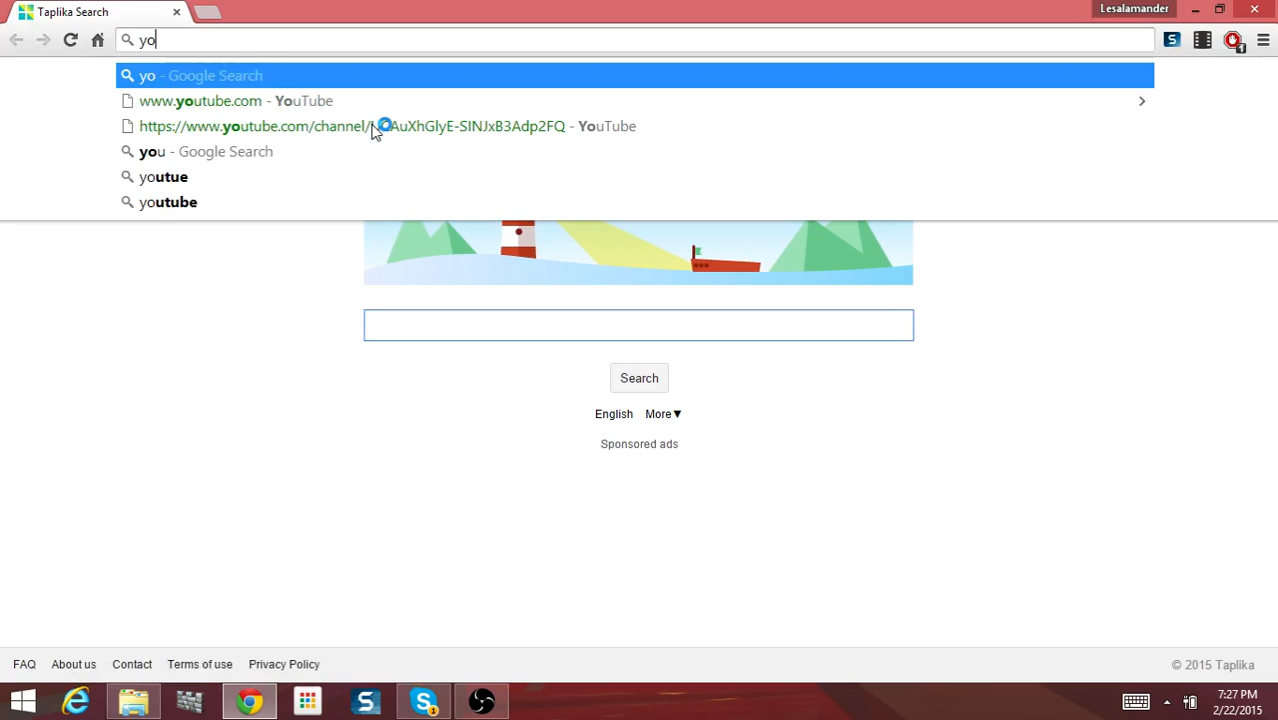 Taplika Search
Lesalamander
yo
yo - Google Search
www.youtube.com - YouTube
https://www.youtube.com/channel/ AuXhGlyE-SINJxB3Adp2FQ - YouTube
you - Google Search
youtue
youtube
Search
English More▼
Sponsored ads
FAQ About us Contact Terms of use Privacy Policy © 2015 Taplika
7:27 PM
2/22/2015